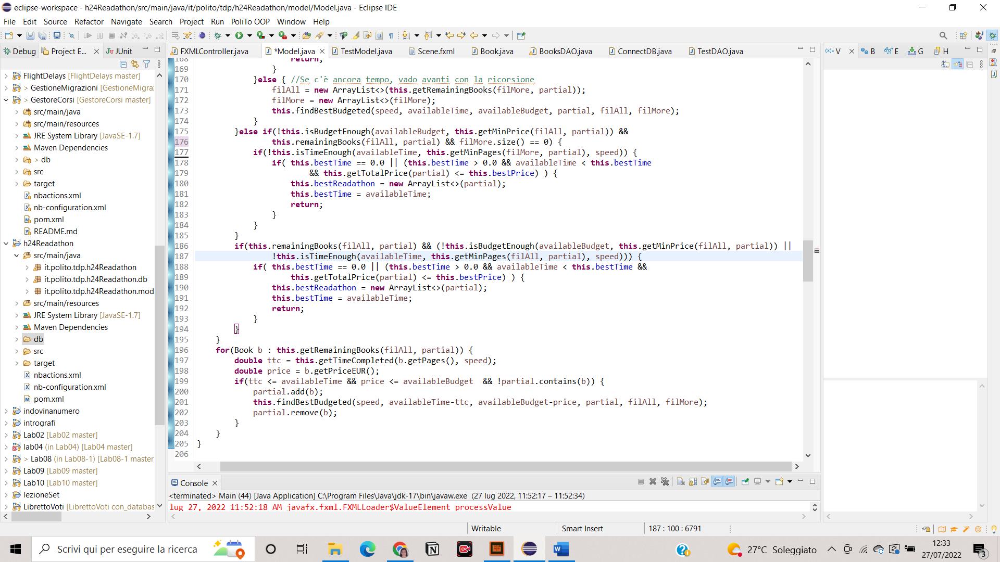 eclipse-workspace - h24Readathon/src/main/java/it/polito/tdp/h24Readathon/model/Model.java - Eclipse IDE
File Edit Source Refactor Navigate Search Project Run PoliTo OOP Window Help
Debug Project E... JUnit
FXMLController.java *Model.java TestModel.java Scene.fxml Book.java BooksDAO.java ConnectDB.java TestDAO.java
V B E G H
FlightDelays [FlightDelays master]
> GestioneMigrazioni [GestioneMigra:
> GestoreCorsi [GestoreCorsi master]
src/main/java
src/main/resources
JRE System Library [JavaSE-1.7]
Maven Dependencies
> db
src
target
nbactions.xml
nb-configuration.xml
pom.xml
README.md
h24Readathon
src/main/java
it.polito.tdp.h24Readathon
it.polito.tdp.h24Readathon.db
it.polito.tdp.h24Readathon.mod
src/main/resources
JRE System Library [JavaSE-1.7]
Maven Dependencies
db
src
target
nbactions.xml
nb-configuration.xml
pom.xml
indovinanumero
intrografi
Lab02 [Lab02 master]
lab04 (in Lab04) [Lab04 master]
> Lab08 (in Lab08-1) [Lab08-1 master
Lab09 [Lab09 master]
Lab10 [Lab10 master]
lezioneSet
LibrettoVoti [LibrettoVoti con_databas
168 return;
169 }
170 }else { //Se c'è ancora tempo, vado avanti con la ricorsione
171 filAll = new ArrayList<>(this.getRemainingBooks(filMore, partial));
172 filMore = new ArrayList<>(filMore);
173 this.findBestBudgeted(speed, availableTime, availableBudget, partial, filAll, filMore);
174 }
175 }else if(!this.isBudgetEnough(availableBudget, this.getMinPrice(filAll, partial)) &&
176 this.remainingBooks(filAll, partial) && filMore.size() == 0) {
177 if(!this.isTimeEnough(availableTime, this.getMinPages(filMore, partial), speed)) {
178 if( this.bestTime == 0.0 || (this.bestTime > 0.0 && availableTime < this.bestTime
179 && this.getTotalPrice(partial) <= this.bestPrice) ) {
180 this.bestReadathon = new ArrayList<>(partial);
181 this.bestTime = availableTime;
182 return;
183 }
184 }
185 }
186 if(this.remainingBooks(filAll, partial) && (!this.isBudgetEnough(availableBudget, this.getMinPrice(filAll, partial)) ||
187 !this.isTimeEnough(availableTime, this.getMinPages(filAll, partial), speed))) {
188 if( this.bestTime == 0.0 || (this.bestTime > 0.0 && availableTime < this.bestTime &&
189 this.getTotalPrice(partial) <= this.bestPrice) ) {
190 this.bestReadathon = new ArrayList<>(partial);
191 this.bestTime = availableTime;
192 return;
193 }
194 }
195 }
196 for(Book b : this.getRemainingBooks(filAll, partial)) {
197 double ttc = this.getTimeCompleted(b.getPages(), speed);
198 double price = b.getPriceEUR();
199 if(ttc <= availableTime && price <= availableBudget && !partial.contains(b)) {
200 partial.add(b);
201 this.findBestBudgeted(speed, availableTime-ttc, availableBudget-price, partial, filAll, filMore);
202 partial.remove(b);
203 }
204 }
205 }
206
Console
<terminated> Main (44) [Java Application] C:\Program Files\Java\jdk-17\bin\javaw.exe (27 lug 2022, 11:52:17 – 11:52:34)
lug 27, 2022 11:52:18 AM javafx.fxml.FXMLLoader$ValueElement processValue
Writable Smart Insert 187 : 100 : 6791
Scrivi qui per eseguire la ricerca
27°C Soleggiato
12:33
27/07/2022
3